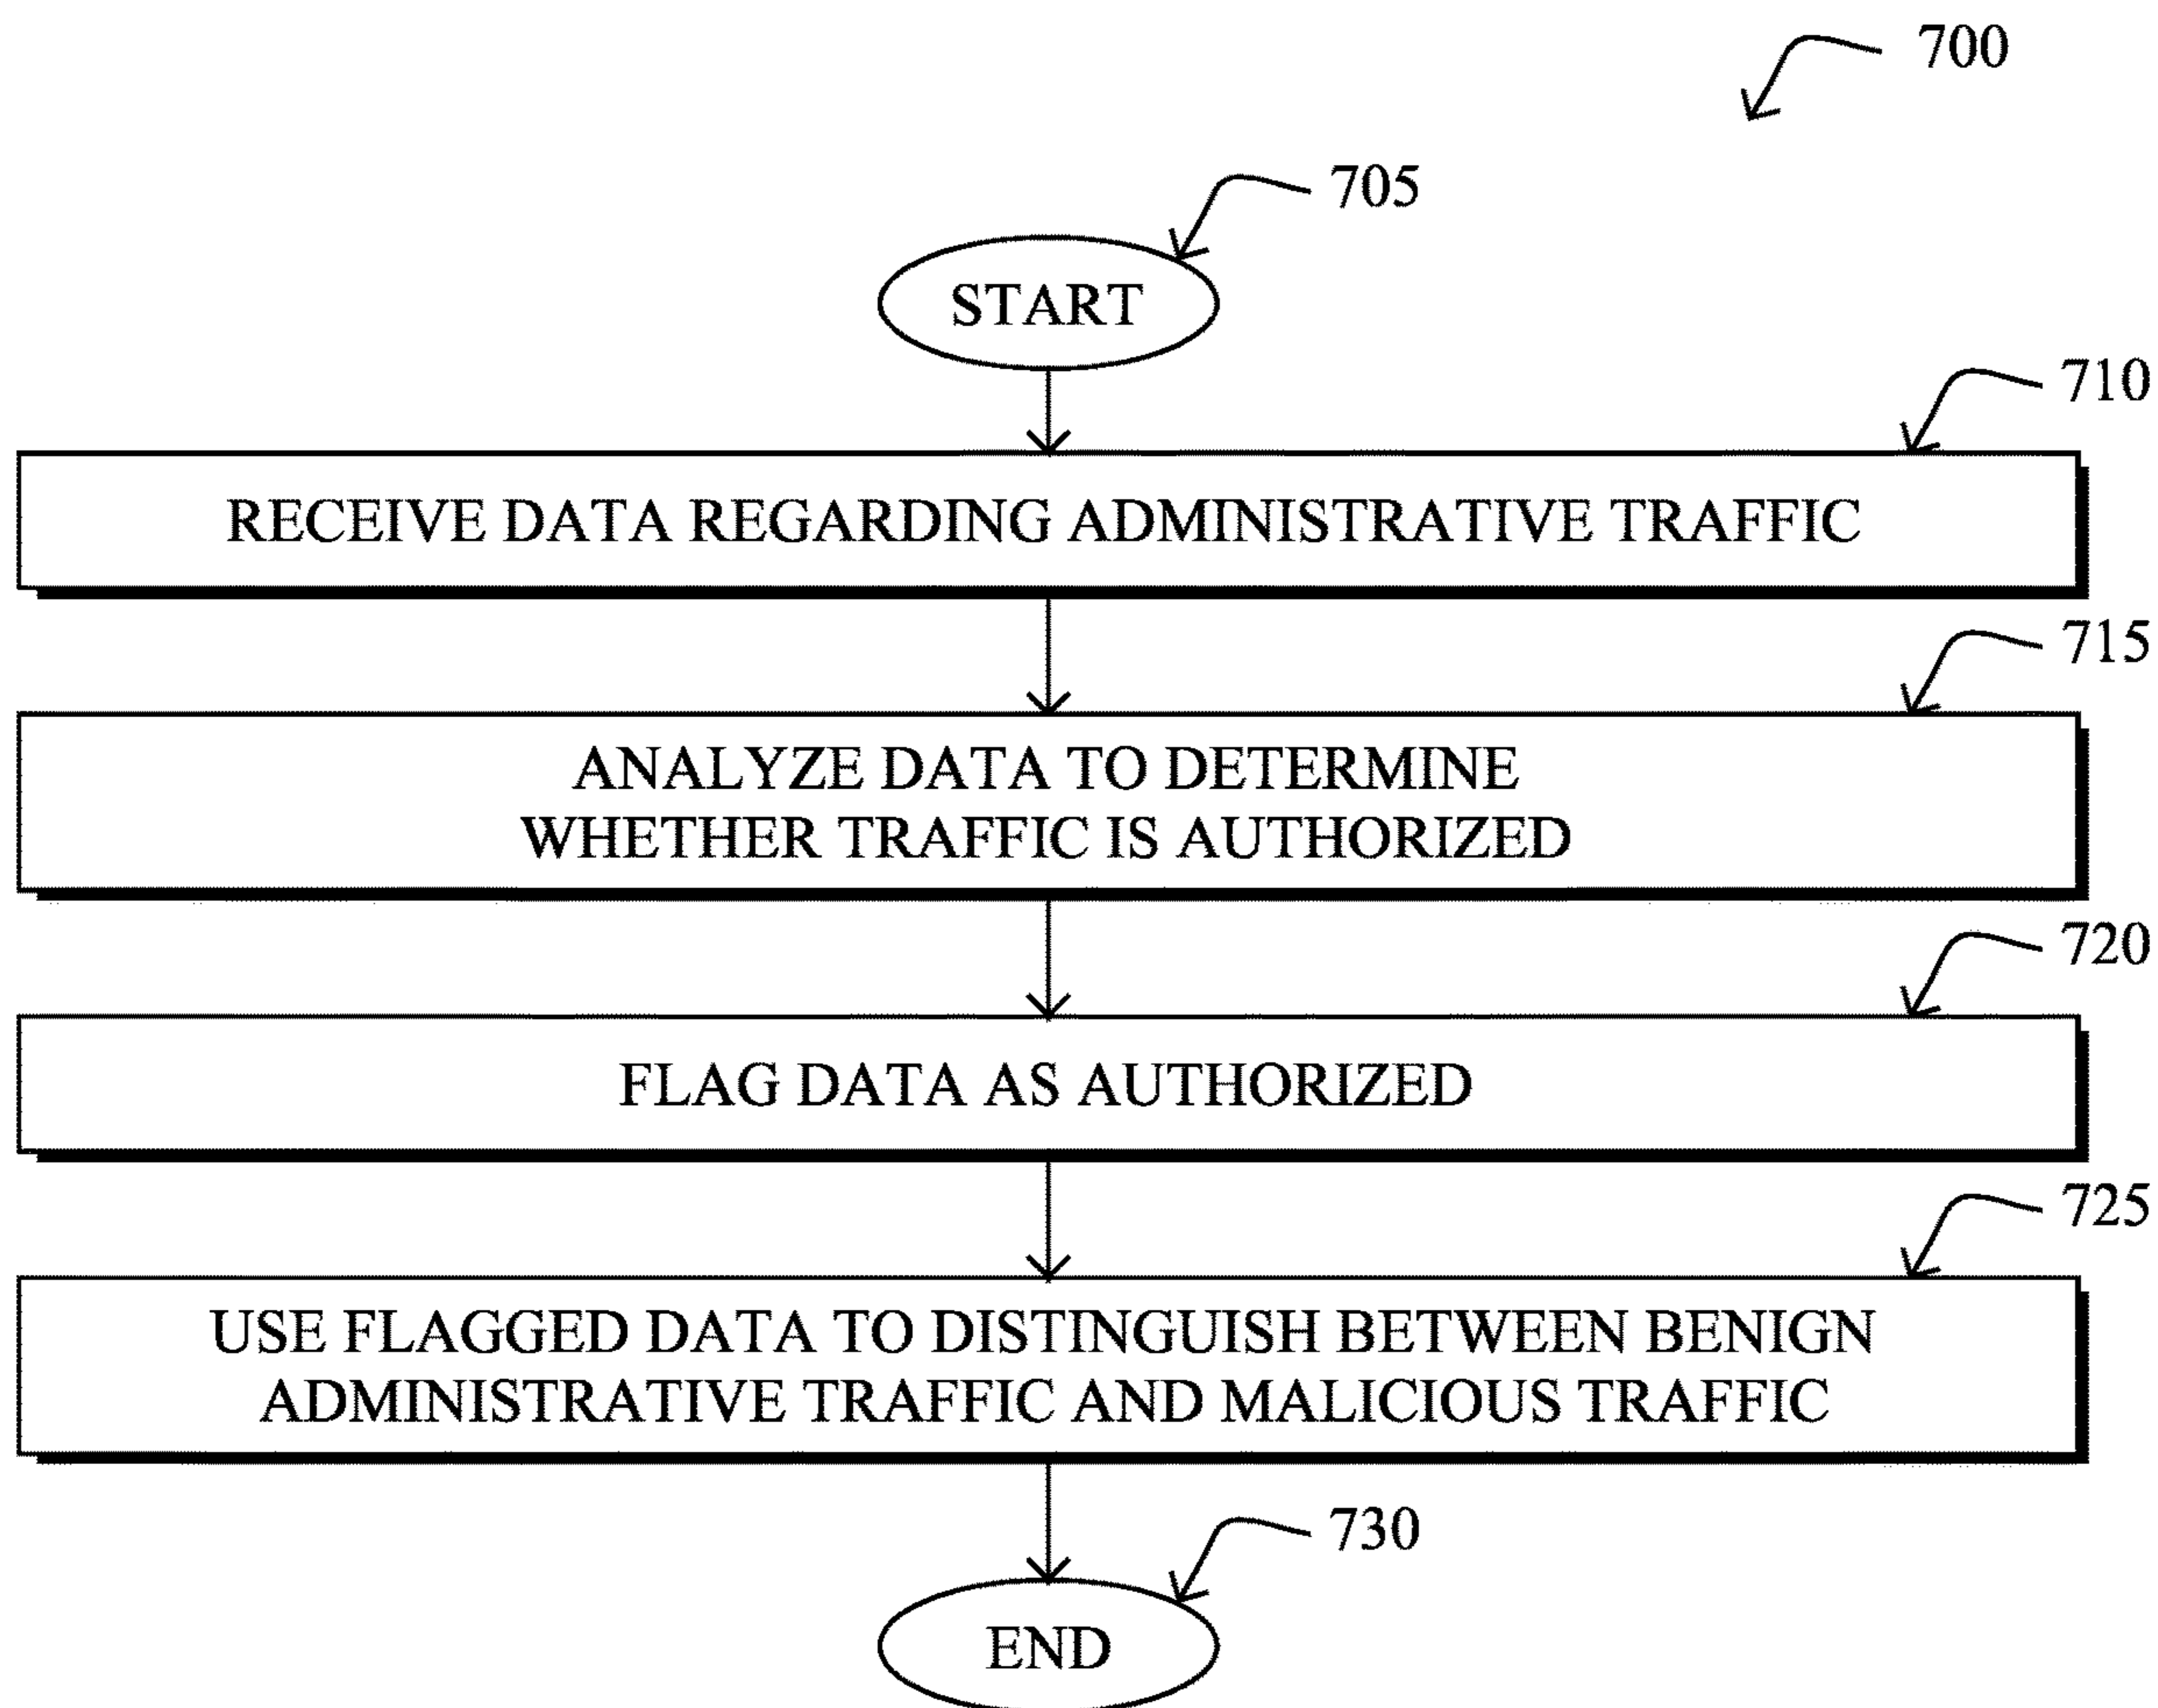 700
705
START
710
RECEIVE DATA REGARDING ADMINISTRATIVE TRAFFIC
715
ANALYZE DATA TO DETERMINE
WHETHER TRAFFIC IS AUTHORIZED
720
FLAG DATA AS AUTHORIZED
725
USE FLAGGED DATA TO DISTINGUISH BETWEEN BENIGN
ADMINISTRATIVE TRAFFIC AND MALICIOUS TRAFFIC
730
END